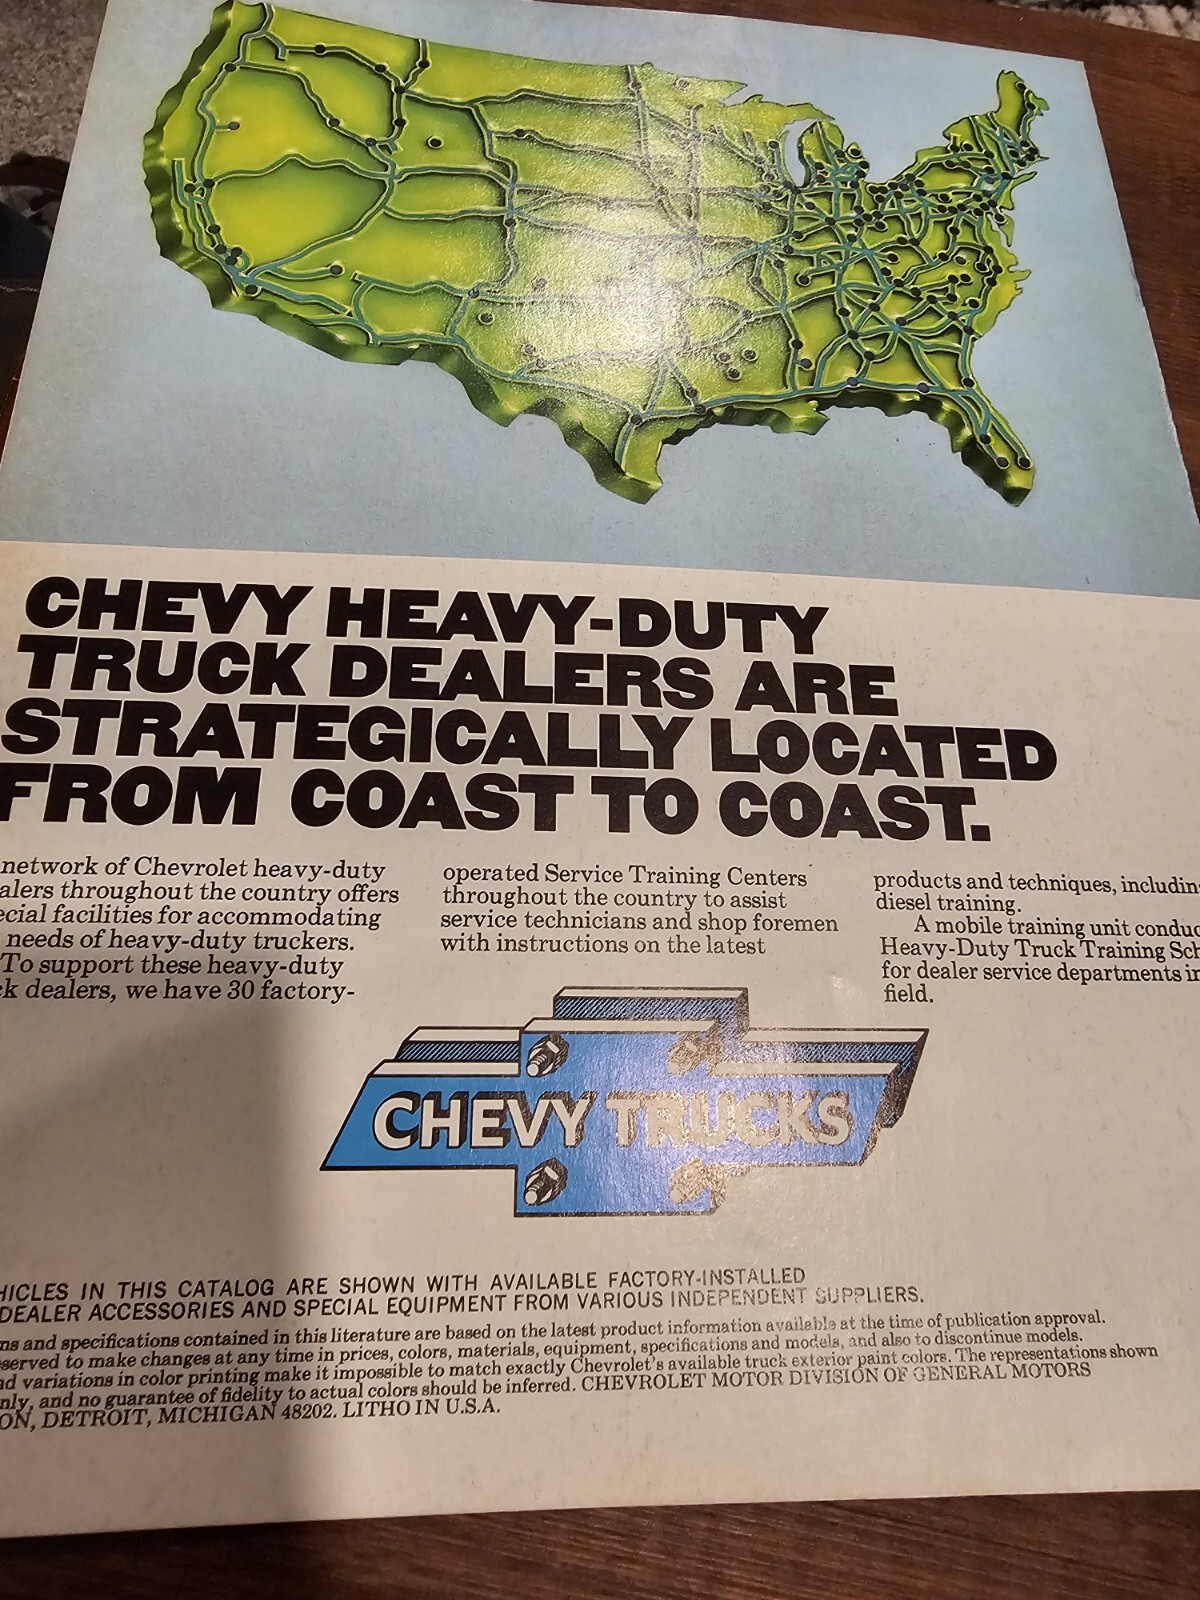 CHEVY HEAVY-DUTY
TRUCK DEALERS ARE
STRATEGICALLY LOCATED
FROM COAST TO COAST.
network of Chevrolet heavy-duty
alers throughout the country offers
ecial facilities for accommodating
needs of heavy-duty truckers.
To support these heavy-duty
ck dealers, we have 30 factory-
operated Service Training Centers
throughout the country to assist
service technicians and shop foremen
with instructions on the latest
products and techniques, includin
diesel training.
A mobile training unit conduc
Heavy-Duty Truck Training Sch
for dealer service departments in
field.
CHEVY TRUCKS
HICLES IN THIS CATALOG ARE SHOWN WITH AVAILABLE FACTORY-INSTALLED
DEALER ACCESSORIES AND SPECIAL EQUIPMENT FROM VARIOUS INDEPENDENT SUPPLIERS.
ns and specifications contained in this literature are based on the latest product information available at the time of publication approval.
served to make changes at any time in prices, colors, materials, equipment, specifications and models, and also to discontinue models.
nd variations in color printing make it impossible to match exactly Chevrolet's available truck exterior paint colors. The representations shown
nly, and no guarantee of fidelity to actual colors should be inferred. CHEVROLET MOTOR DIVISION OF GENERAL MOTORS
ON, DETROIT, MICHIGAN 48202. LITHO IN U.S.A.